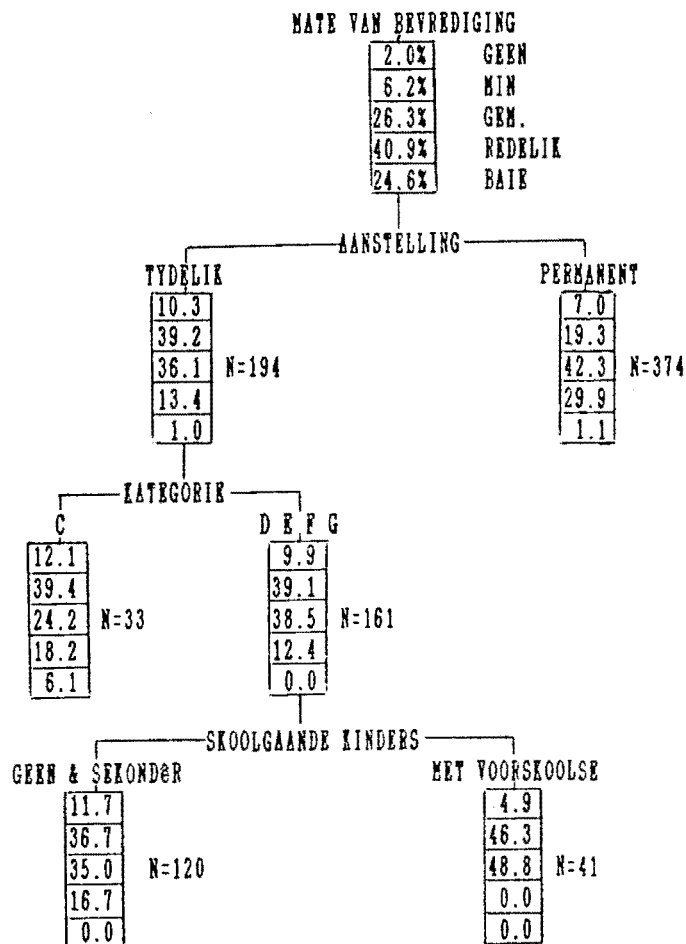 MATE VAN BEVREDIGING
2.0% GEEN
6.2% MIN
26.3% GEM.
40.9% REDELIK
24.6% BAIE
AANSTELLING
TYDELIK
10.3
39.2
36.1 N=194
13.4
1.0
PERMANENT
7.0
19.3
42.3 N=374
29.9
1.1
KATEGORIE
C
12.1
39.4
24.2 N=33
18.2
6.1
D E F G
9.9
39.1
38.5 N=161
12.4
0.0
SKOOLGAANDE KINDERS
GEEN & SEKONDêR
11.7
36.7
35.0 N=120
16.7
0.0
MET VOORSKOOLSE
4.9
46.3
48.8 N=41
0.0
0.0